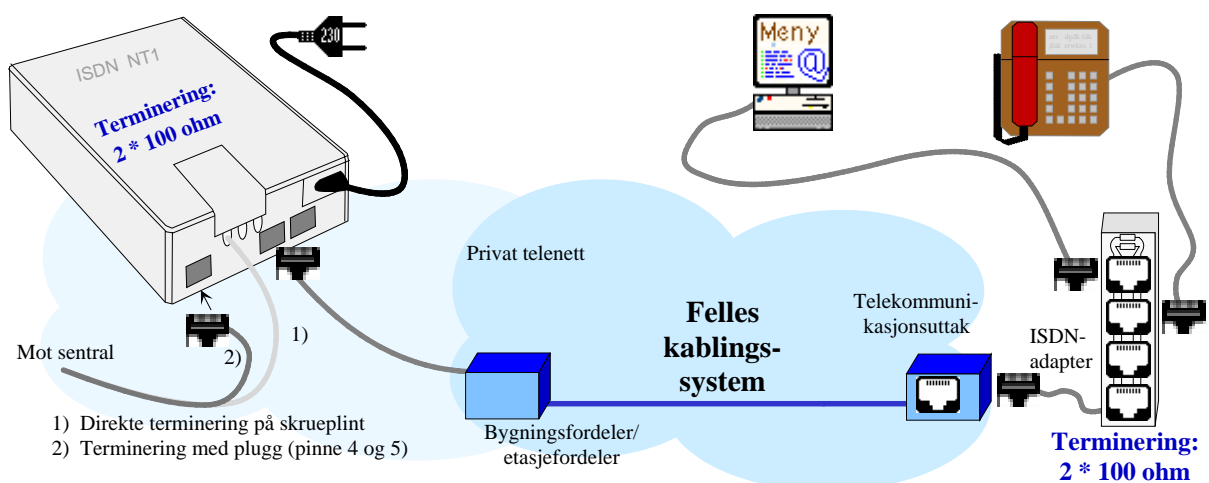 230
ISDN NT1
Terminering:
2 * 100 ohm
Meny
@
Privat telenett
Felles
kablings-
system
Telekommuni-
kasjonsuttak
ISDN-
adapter
1)
2)
Mot sentral
1) Direkte terminering på skrueplint
2) Terminering med plugg (pinne 4 og 5)
Bygningsfordeler/
etasjefordeler
Terminering:
2 * 100 ohm